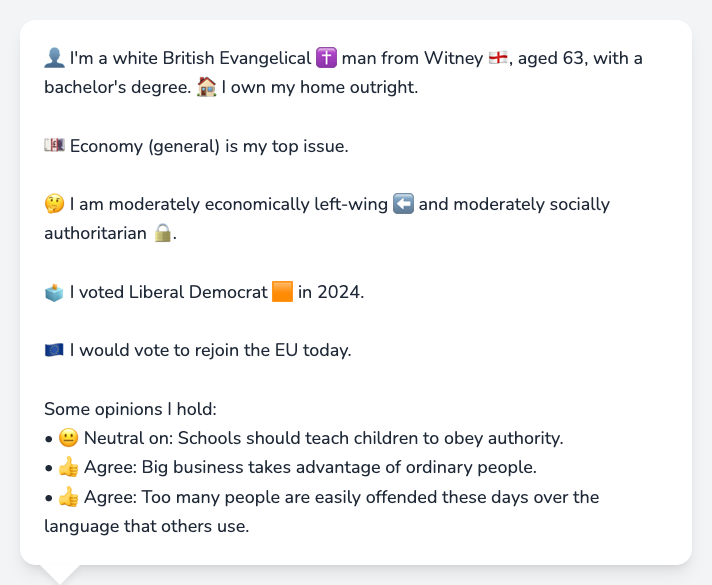 👤 I'm a white British Evangelical ✝️ man from Witney 🏴󠁧󠁢󠁥󠁮󠁧󠁿, aged 63, with a
bachelor's degree. 🏠 I own my home outright.
💷 Economy (general) is my top issue.
🤔 I am moderately economically left-wing ⬅️ and moderately socially
authoritarian 🔒.
🗳️ I voted Liberal Democrat 🟧 in 2024.
🇪🇺 I would vote to rejoin the EU today.
Some opinions I hold:
• 😐 Neutral on: Schools should teach children to obey authority.
• 👍 Agree: Big business takes advantage of ordinary people.
• 👍 Agree: Too many people are easily offended these days over the
language that others use.